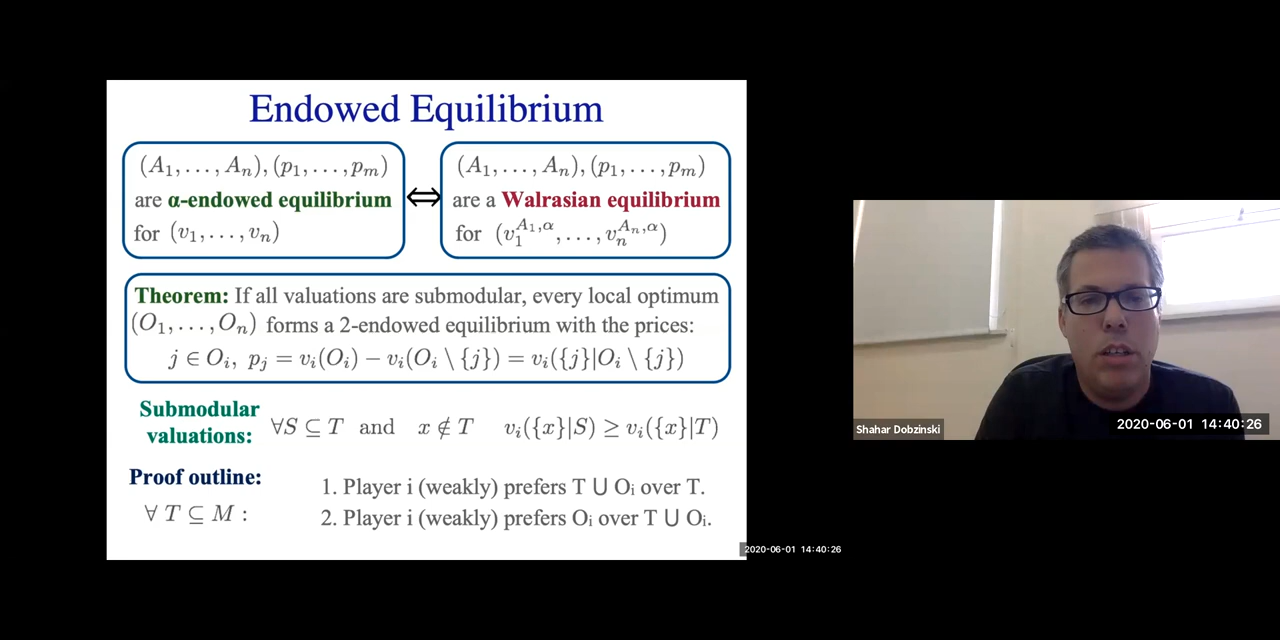 Endowed Equilibrium
(A₁, . . . , Aₙ), (p₁, . . . , pₘ)
are α-endowed equilibrium
for (v₁, . . . , vₙ)
⇔
(A₁, . . . , Aₙ), (p₁, . . . , pₘ)
are a Walrasian equilibrium
for (v₁^{A₁,α}, . . . , vₙ^{Aₙ,α})
Theorem: If all valuations are submodular, every local optimum
(O₁, . . . , Oₙ) forms a 2-endowed equilibrium with the prices:
j ∈ Oᵢ, pⱼ = vᵢ(Oᵢ) − vᵢ(Oᵢ \ {j}) = vᵢ({j}|Oᵢ \ {j})
Submodular
valuations:
∀S ⊆ T and x ∉ T vᵢ({x}|S) ≥ vᵢ({x}|T)
Proof outline:
∀ T ⊆ M :
1. Player i (weakly) prefers T U Oᵢ over T.
2. Player i (weakly) prefers Oᵢ over T U Oᵢ.
2020-06-01 14:40:26
Shahar Dobzinski
2020-06-01 14:40:26